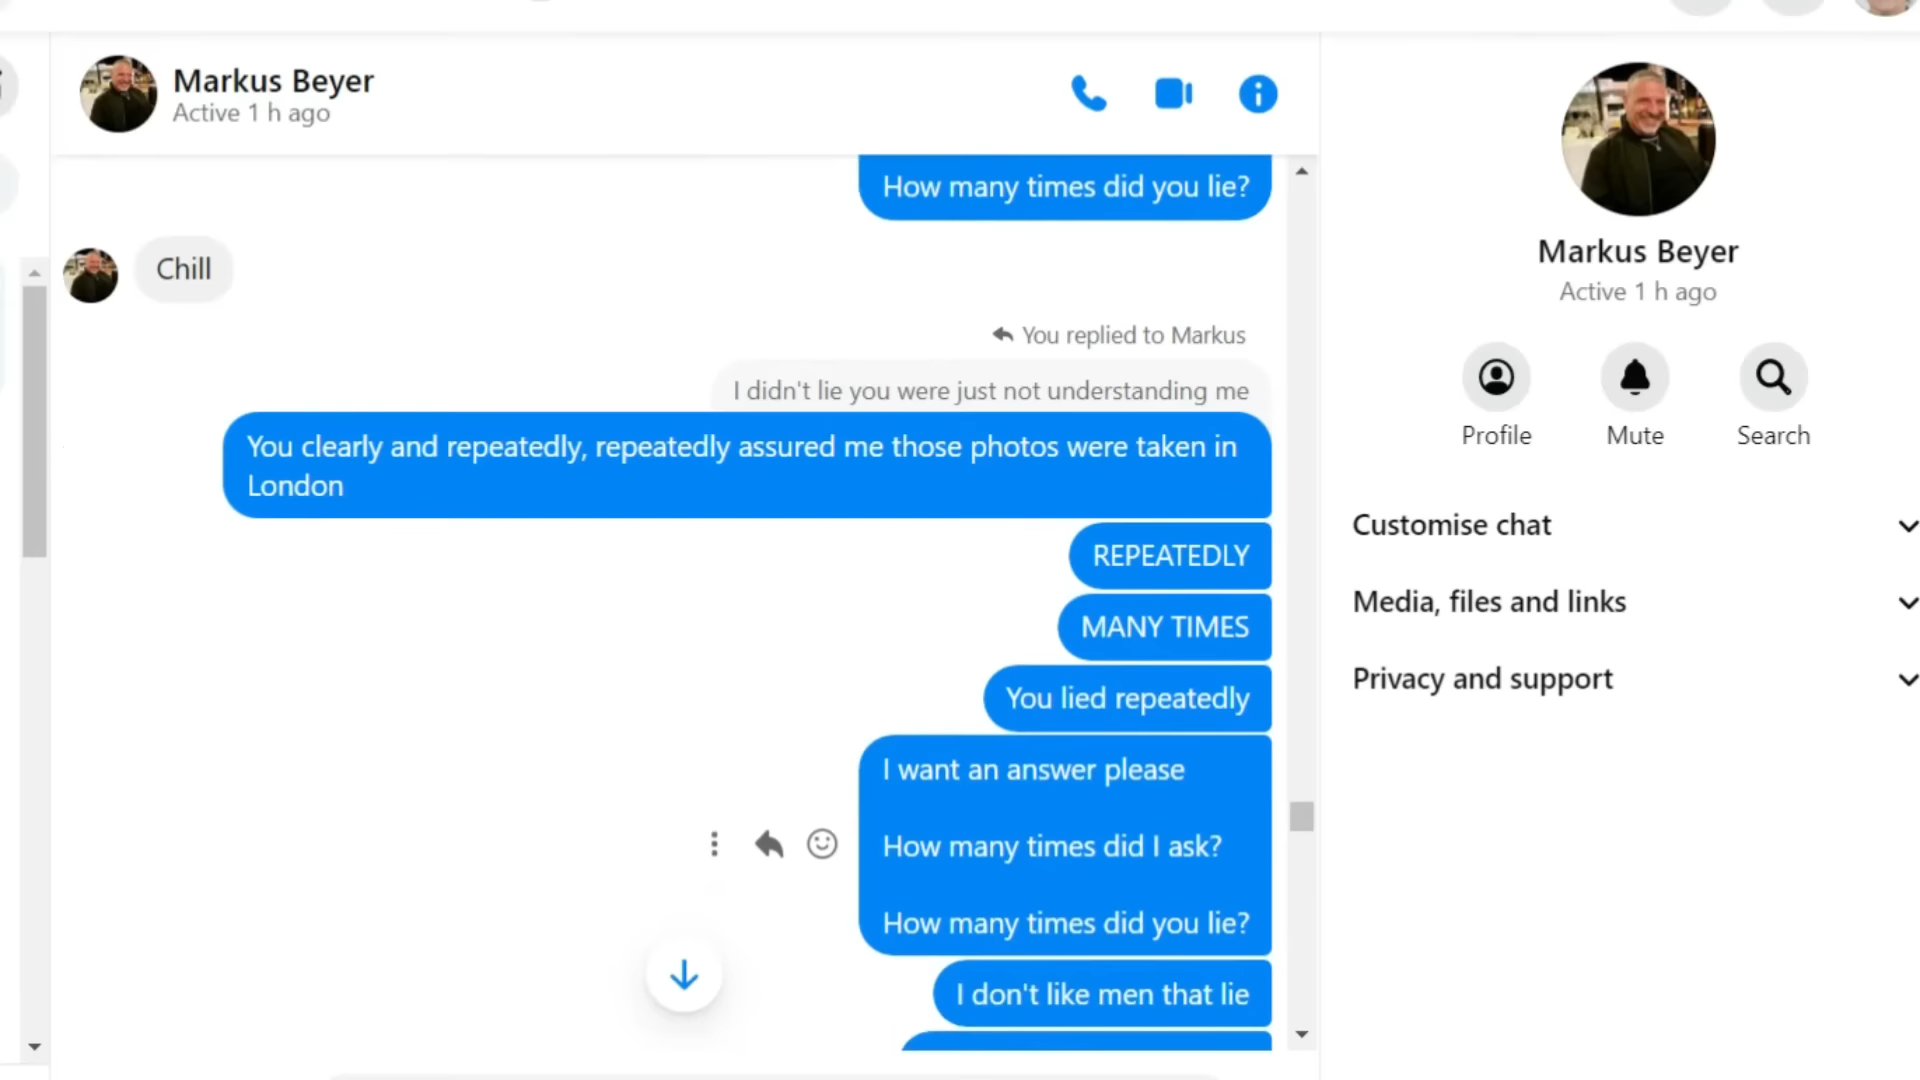 Markus Beyer
Active 1 h ago
How many times did you lie?
Chill
You replied to Markus
I didn't lie you were just not understanding me
You clearly and repeatedly, repeatedly assured me those photos were taken in
London
REPEATEDLY
MANY TIMES
You lied repeatedly
I want an answer please
How many times did I ask?
How many times did you lie?
I don't like men that lie
Markus Beyer
Active 1 h ago
Profile
Mute
Search
Customise chat
Media, files and links
Privacy and support